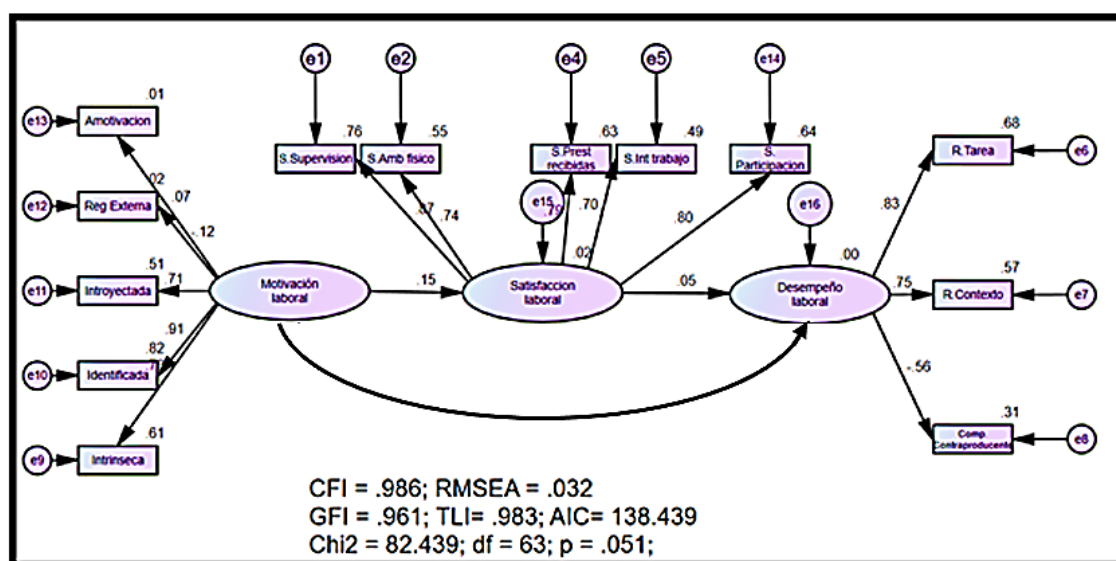 e1
e2
e4
e5
e14
e13
Amotivacion
.01
S.Supervision
.76
S.Amb fisico
.55
S.Prest
recibidas
.63
S.Int trabajo
.49
S.
Participacion
.64
R.Tarea
.68
e6
e12
Reg Externa
.02
.07
-.12
e15
.79
.70
.74
.80
e16
.83
e11
Introyectada
.51
.71
Motivación
laboral
.15
Satisfaccion
laboral
.02
.05
Desempeño
laboral
.00
.75
R.Contexto
.57
e7
e10
Identificada
.82
.91
-.56
e9
Intrinseca
.61
Comp.
Contraproducente
.31
e8
CFI = .986; RMSEA = .032
GFI = .961; TLI= .983; AIC= 138.439
Chi2 = 82.439; df = 63; p = .051;